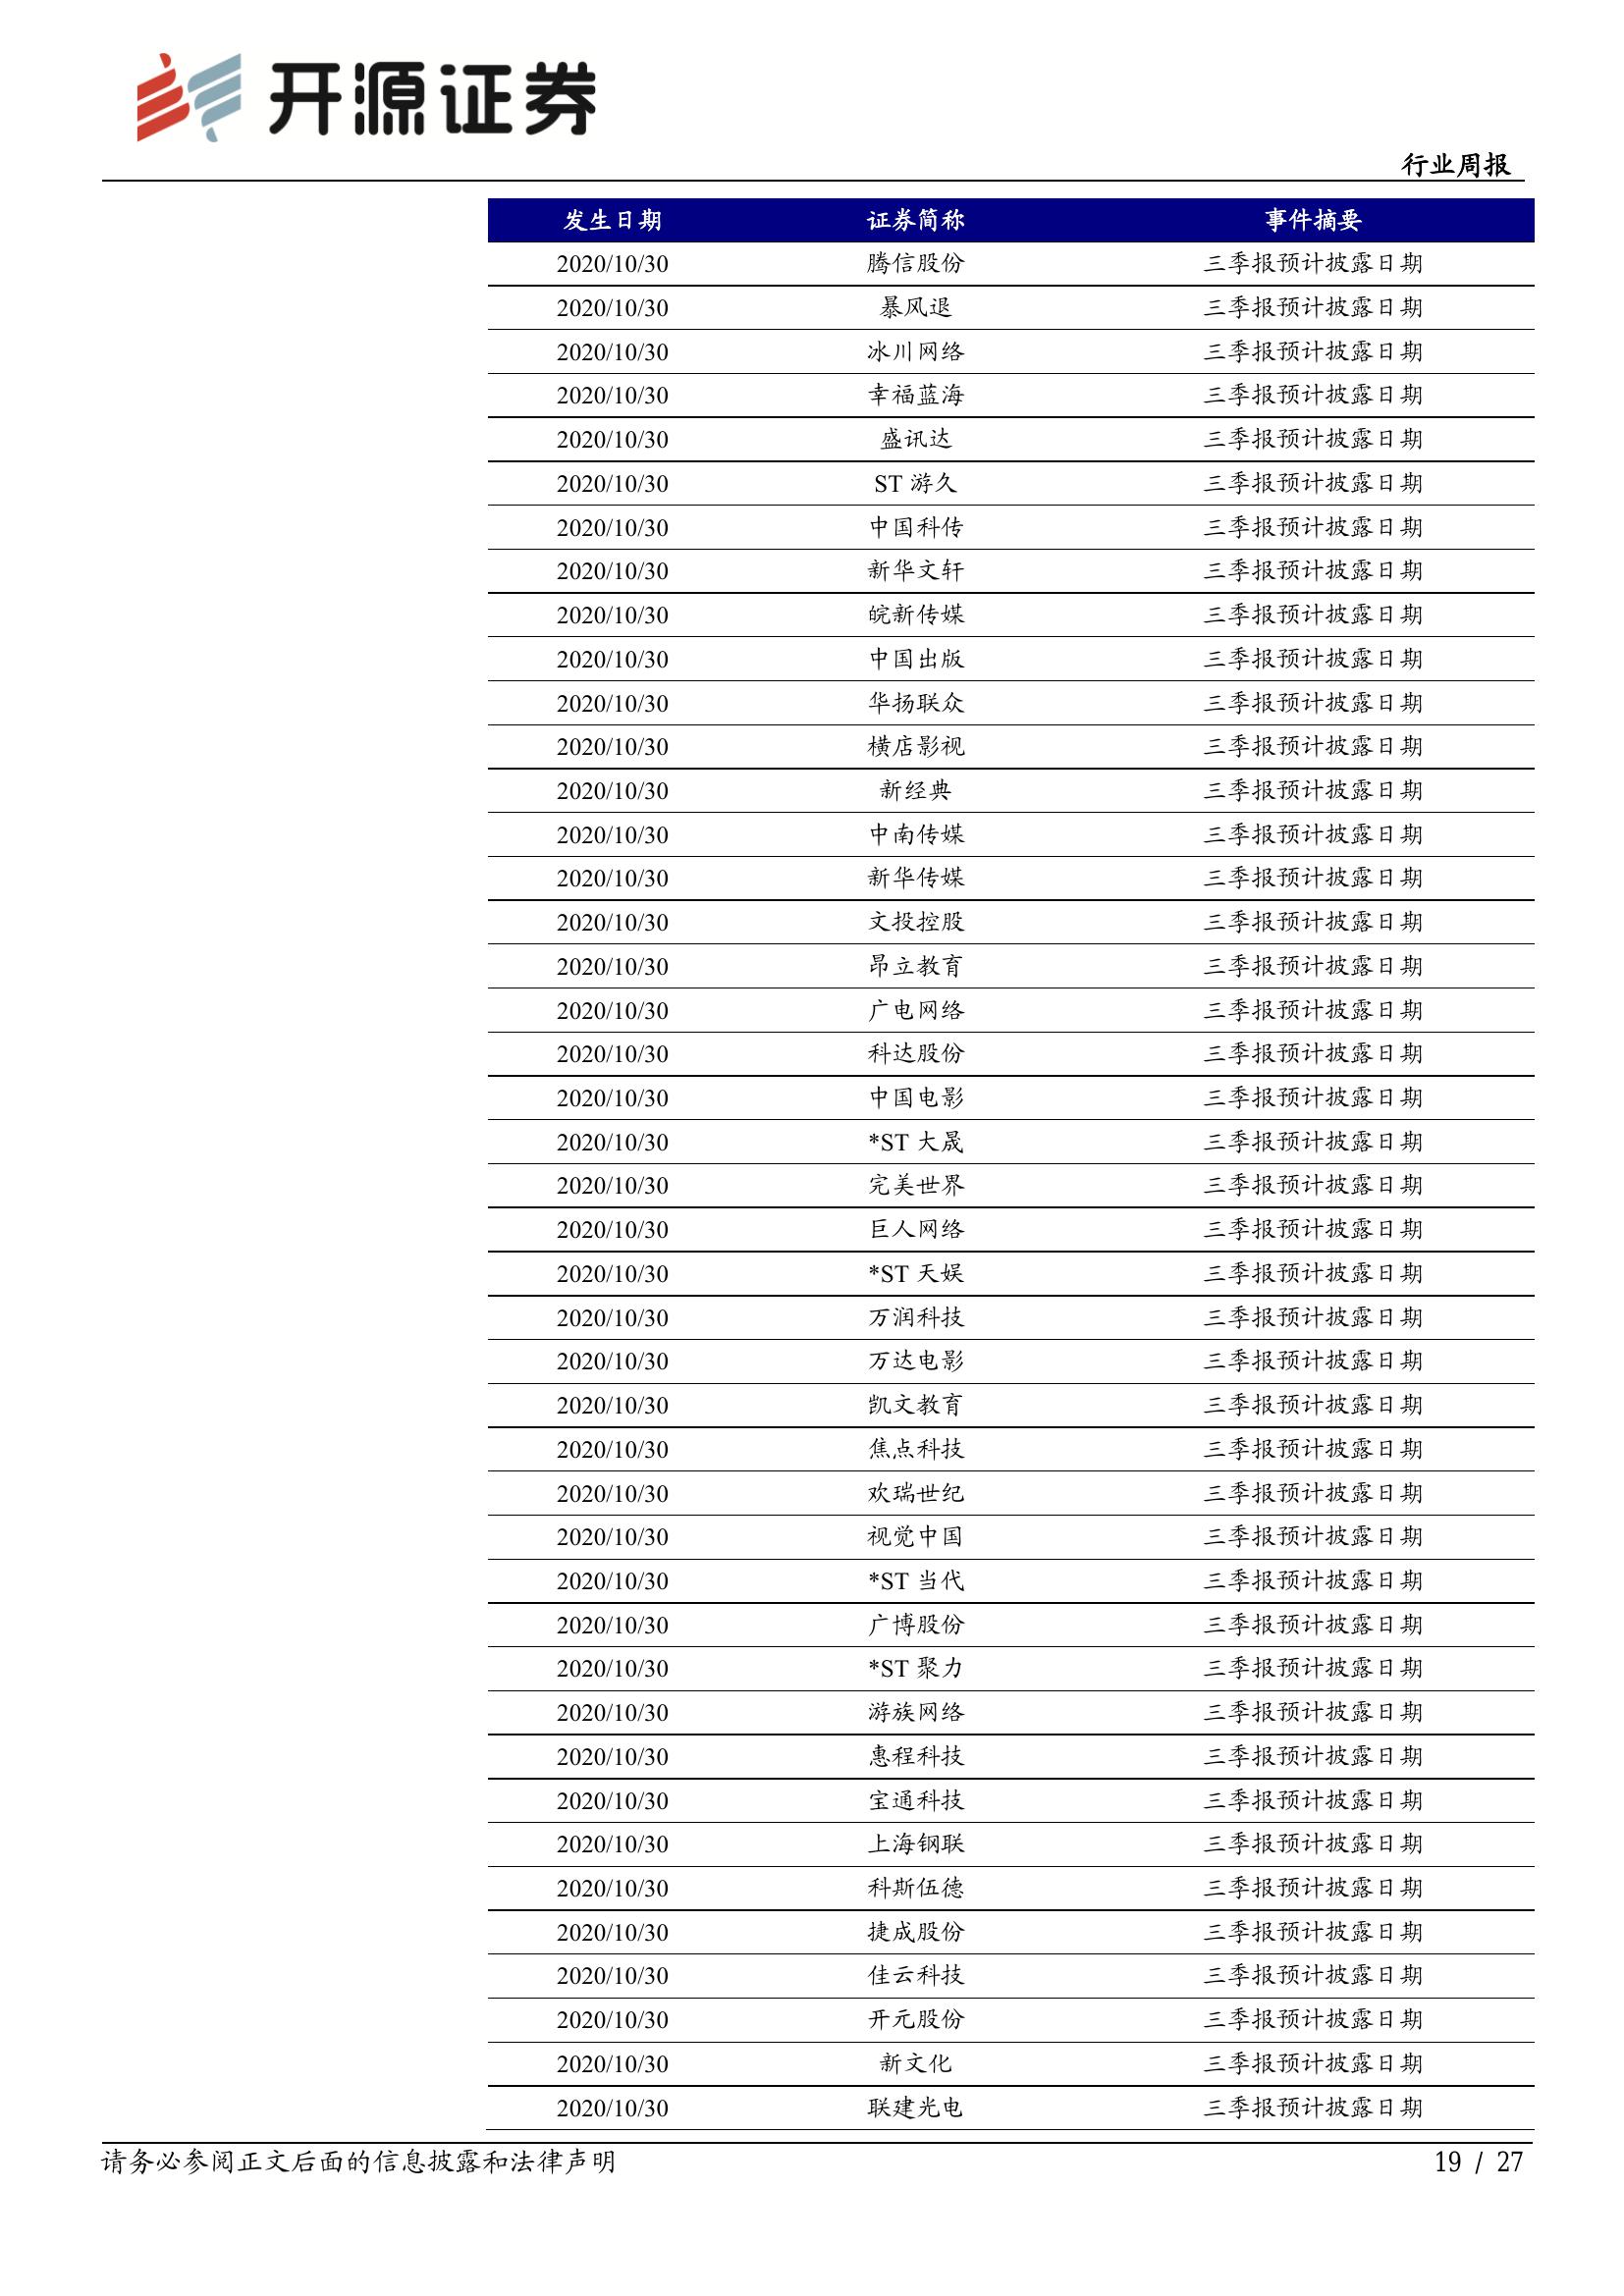 开源证券
行业周报
发生日期 证券简称 事件摘要
2020/10/30 腾信股份 三季报预计披露日期
2020/10/30 暴风退 三季报预计披露日期
2020/10/30 冰川网络 三季报预计披露日期
2020/10/30 幸福蓝海 三季报预计披露日期
2020/10/30 盛讯达 三季报预计披露日期
2020/10/30 ST 游久 三季报预计披露日期
2020/10/30 中国科传 三季报预计披露日期
2020/10/30 新华文轩 三季报预计披露日期
2020/10/30 皖新传媒 三季报预计披露日期
2020/10/30 中国出版 三季报预计披露日期
2020/10/30 华扬联众 三季报预计披露日期
2020/10/30 横店影视 三季报预计披露日期
2020/10/30 新经典 三季报预计披露日期
2020/10/30 中南传媒 三季报预计披露日期
2020/10/30 新华传媒 三季报预计披露日期
2020/10/30 文投控股 三季报预计披露日期
2020/10/30 昂立教育 三季报预计披露日期
2020/10/30 广电网络 三季报预计披露日期
2020/10/30 科达股份 三季报预计披露日期
2020/10/30 中国电影 三季报预计披露日期
2020/10/30 *ST 大晟 三季报预计披露日期
2020/10/30 完美世界 三季报预计披露日期
2020/10/30 巨人网络 三季报预计披露日期
2020/10/30 *ST 天娱 三季报预计披露日期
2020/10/30 万润科技 三季报预计披露日期
2020/10/30 万达电影 三季报预计披露日期
2020/10/30 凯文教育 三季报预计披露日期
2020/10/30 焦点科技 三季报预计披露日期
2020/10/30 欢瑞世纪 三季报预计披露日期
2020/10/30 视觉中国 三季报预计披露日期
2020/10/30 *ST 当代 三季报预计披露日期
2020/10/30 广博股份 三季报预计披露日期
2020/10/30 *ST 聚力 三季报预计披露日期
2020/10/30 游族网络 三季报预计披露日期
2020/10/30 惠程科技 三季报预计披露日期
2020/10/30 宝通科技 三季报预计披露日期
2020/10/30 上海钢联 三季报预计披露日期
2020/10/30 科斯伍德 三季报预计披露日期
2020/10/30 捷成股份 三季报预计披露日期
2020/10/30 佳云科技 三季报预计披露日期
2020/10/30 开元股份 三季报预计披露日期
2020/10/30 新文化 三季报预计披露日期
2020/10/30 联建光电 三季报预计披露日期
请务必参阅正文后面的信息披露和法律声明 19 / 27